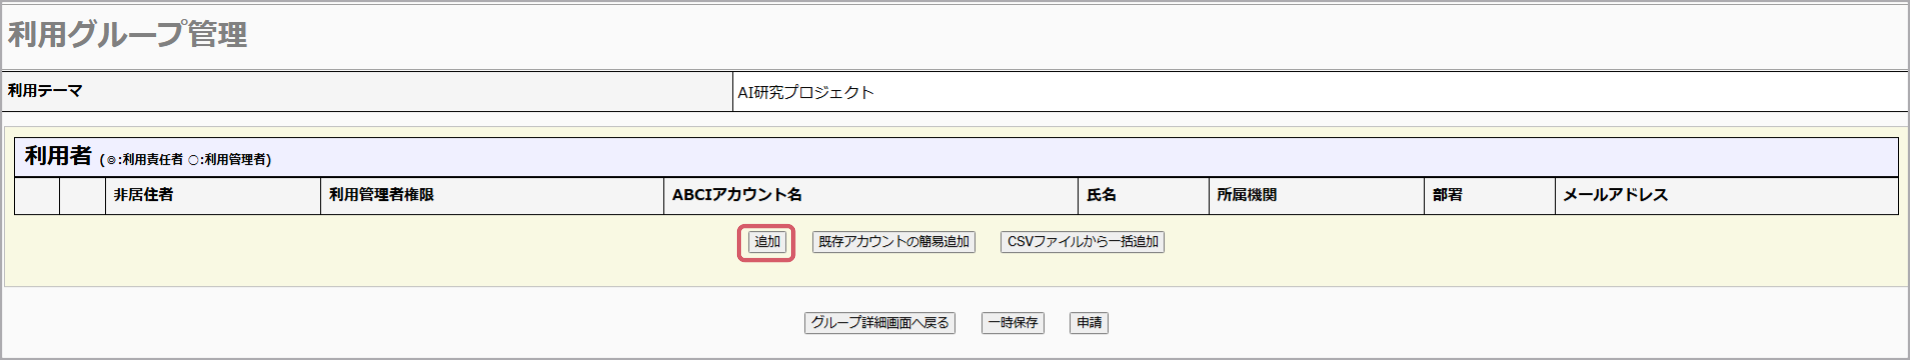 利用グループ管理
利用テーマ AI研究プロジェクト
利用者 (◎:利用責任者 ○:利用管理者)
非居住者 利用管理者権限 ABCIアカウント名 氏名 所属機関 部署 メールアドレス
追加 既存アカウントの簡易追加 CSVファイルから一括追加
グループ詳細画面へ戻る 一時保存 申請